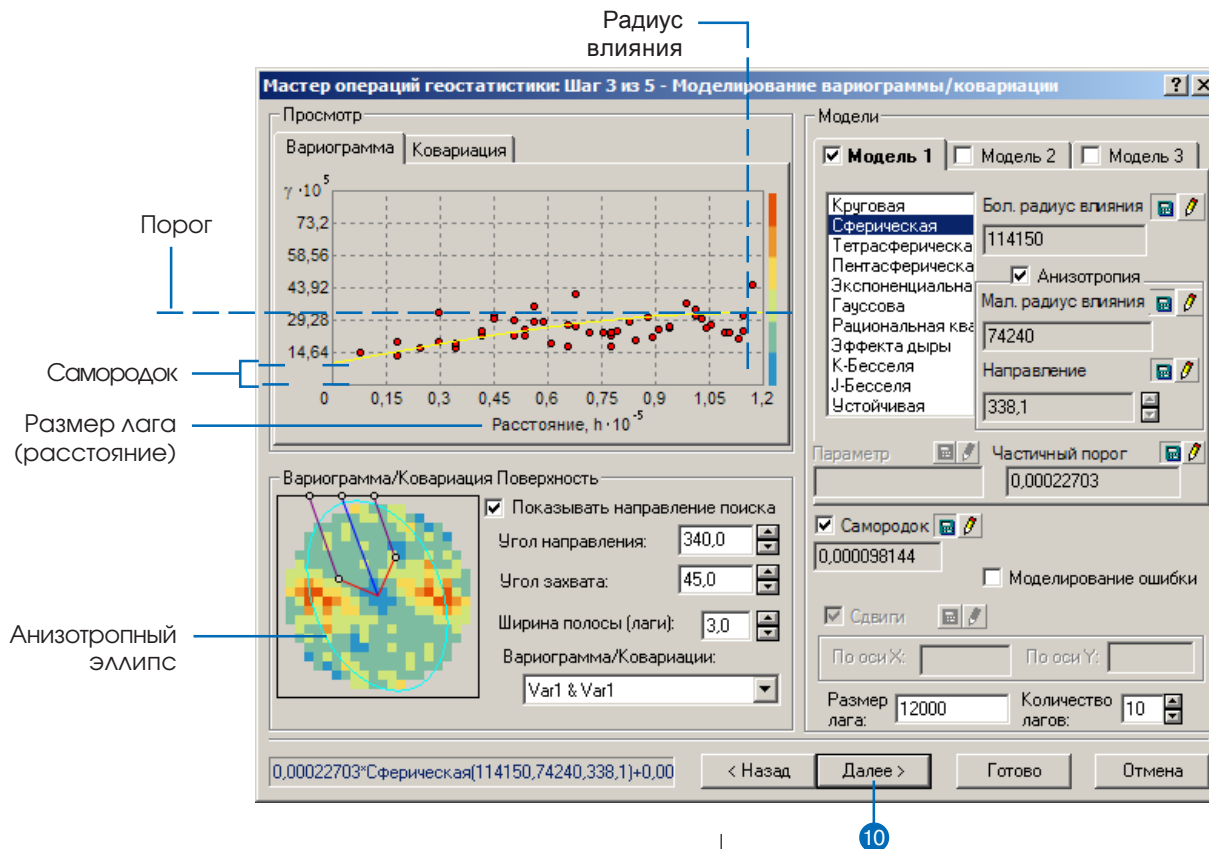 Радиус
влияния
Мастер операций геостатистики: Шаг 3 из 5 - Моделирование вариограммы/ковариации
Просмотр
Вариограмма
Ковариация
γ·10⁵
73,2
58,56
43,92
29,28
14,64
0
0,15
0,3
0,45
0,6
0,75
0,9
1,05
1,2
Расстояние, h·10⁻⁵
Порог
Самородок
Размер лага
(расстояние)
Модели
Модель 1
Модель 2
Модель 3
Круговая
Сферическая
Тетрасферическа
Пентасферическа
Экспоненциальна
Гауссова
Рациональная ква
Эффекта дыры
К-Бесселя
J-Бесселя
Устойчивая
Бол. радиус влияния
114150
Анизотропия
Мал. радиус влияния
74240
Направление
338,1
Параметр
Частичный порог
0,00022703
Самородок
0,000098144
Моделирование ошибки
Сдвиги
По оси X:
По оси Y:
Размер
лага:
12000
Количество
лагов:
10
Вариограмма/Ковариация Поверхность
Показывать направление поиска
Угол направления:
340,0
Угол захвата:
45,0
Ширина полосы (лаги):
3,0
Вариограмма/Ковариации:
Var1 & Var1
Анизотропный
эллипс
0,00022703*Сферическая(114150,74240,338,1)+0,00
< Назад
Далее >
Готово
Отмена
10